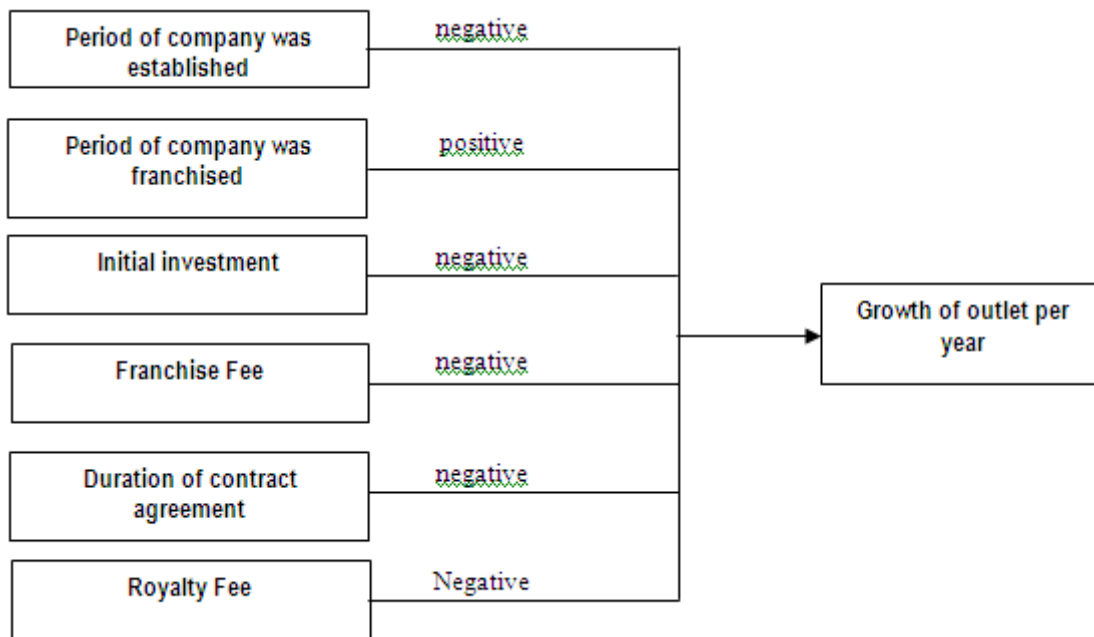 negative
Period of company was
established
positive
Period of company was
franchised
negative
Initial investment
Growth of outlet per
year
negative
Franchise Fee
negative
Duration of contract
agreement
Negative
Royalty Fee